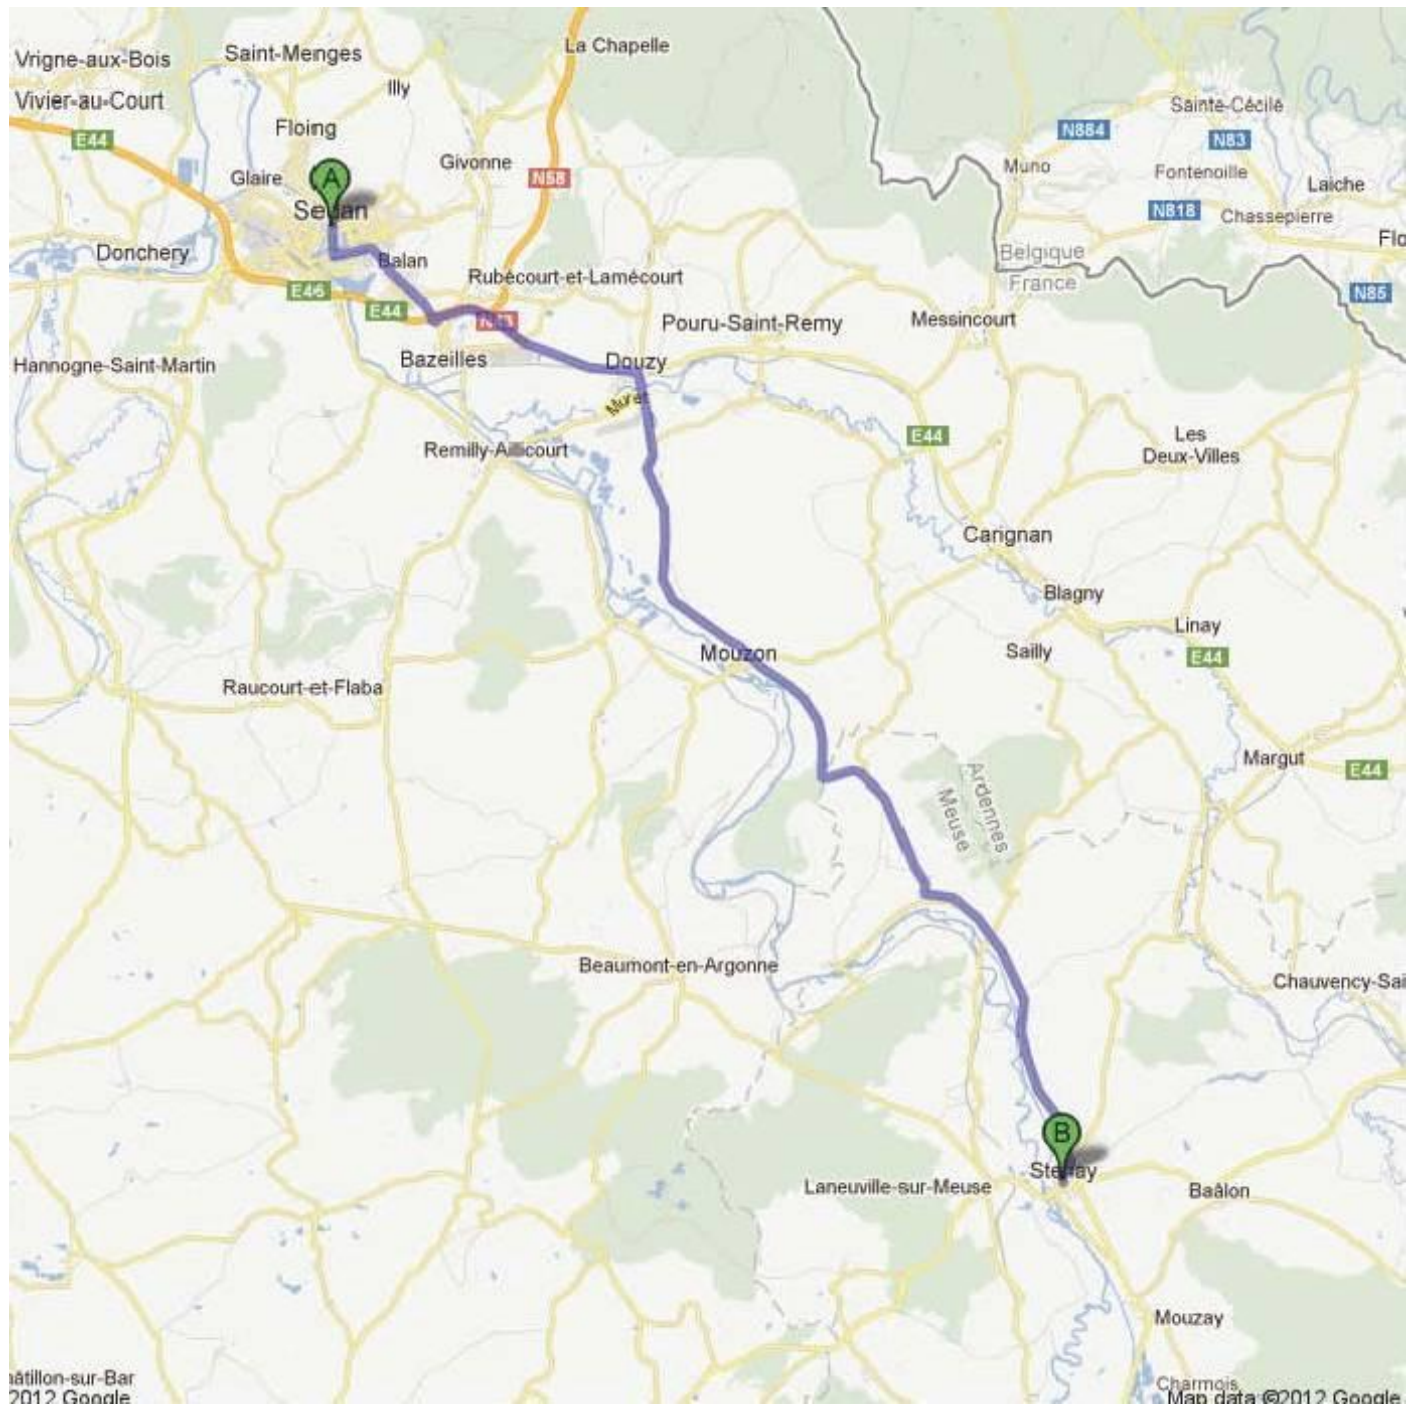 La Chapelle
Saint-Menges
Vrigne-aux-Bois
Illy
Vivier-au-Court
Sainte-Cécile
Floing
N884
E44
N83
Givonne
Muno
Fontenoille
A
Glaire
N58
Laiche
Sedan
N818
Chassepierre
Flo
Donchery
Balan
Belgique
France
Rubécourt-et-Lamécourt
E46
N85
E44
Pouru-Saint-Remy
Messincourt
Bazeilles
Douzy
Hannogne-Saint-Martin
E44
Les
Deux-Villes
Remilly-Aillicourt
Carignan
Blagny
Linay
Mouzon
Sailly
E44
Raucourt-et-Flaba
Margut
E44
Ardennes
Meuse
Beaumont-en-Argonne
Chauvency-Sai
B
Stenay
Laneuville-sur-Meuse
Baâlon
Mouzay
hâtillon-sur-Bar
Charmois
2012 Google
Map data ©2012 Google